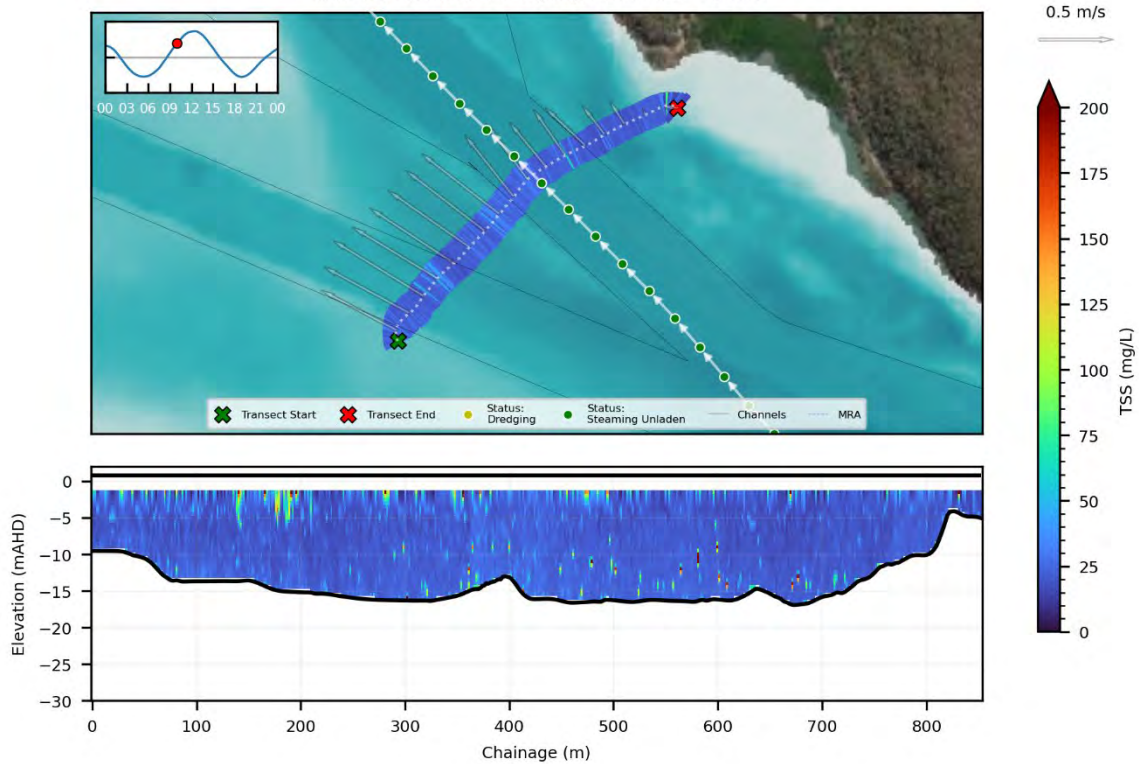 0.5 m/s
00 03 06 09 12 15 18 21 00
Transect Start
Transect End
Status:
Dredging
Status:
Steaming Unladen
Channels
MRA
200
175
150
125
100
75
50
25
0
TSS (mg/L)
0
−5
−10
−15
−20
−25
−30
Elevation (mAHD)
0 100 200 300 400 500 600 700 800
Chainage (m)